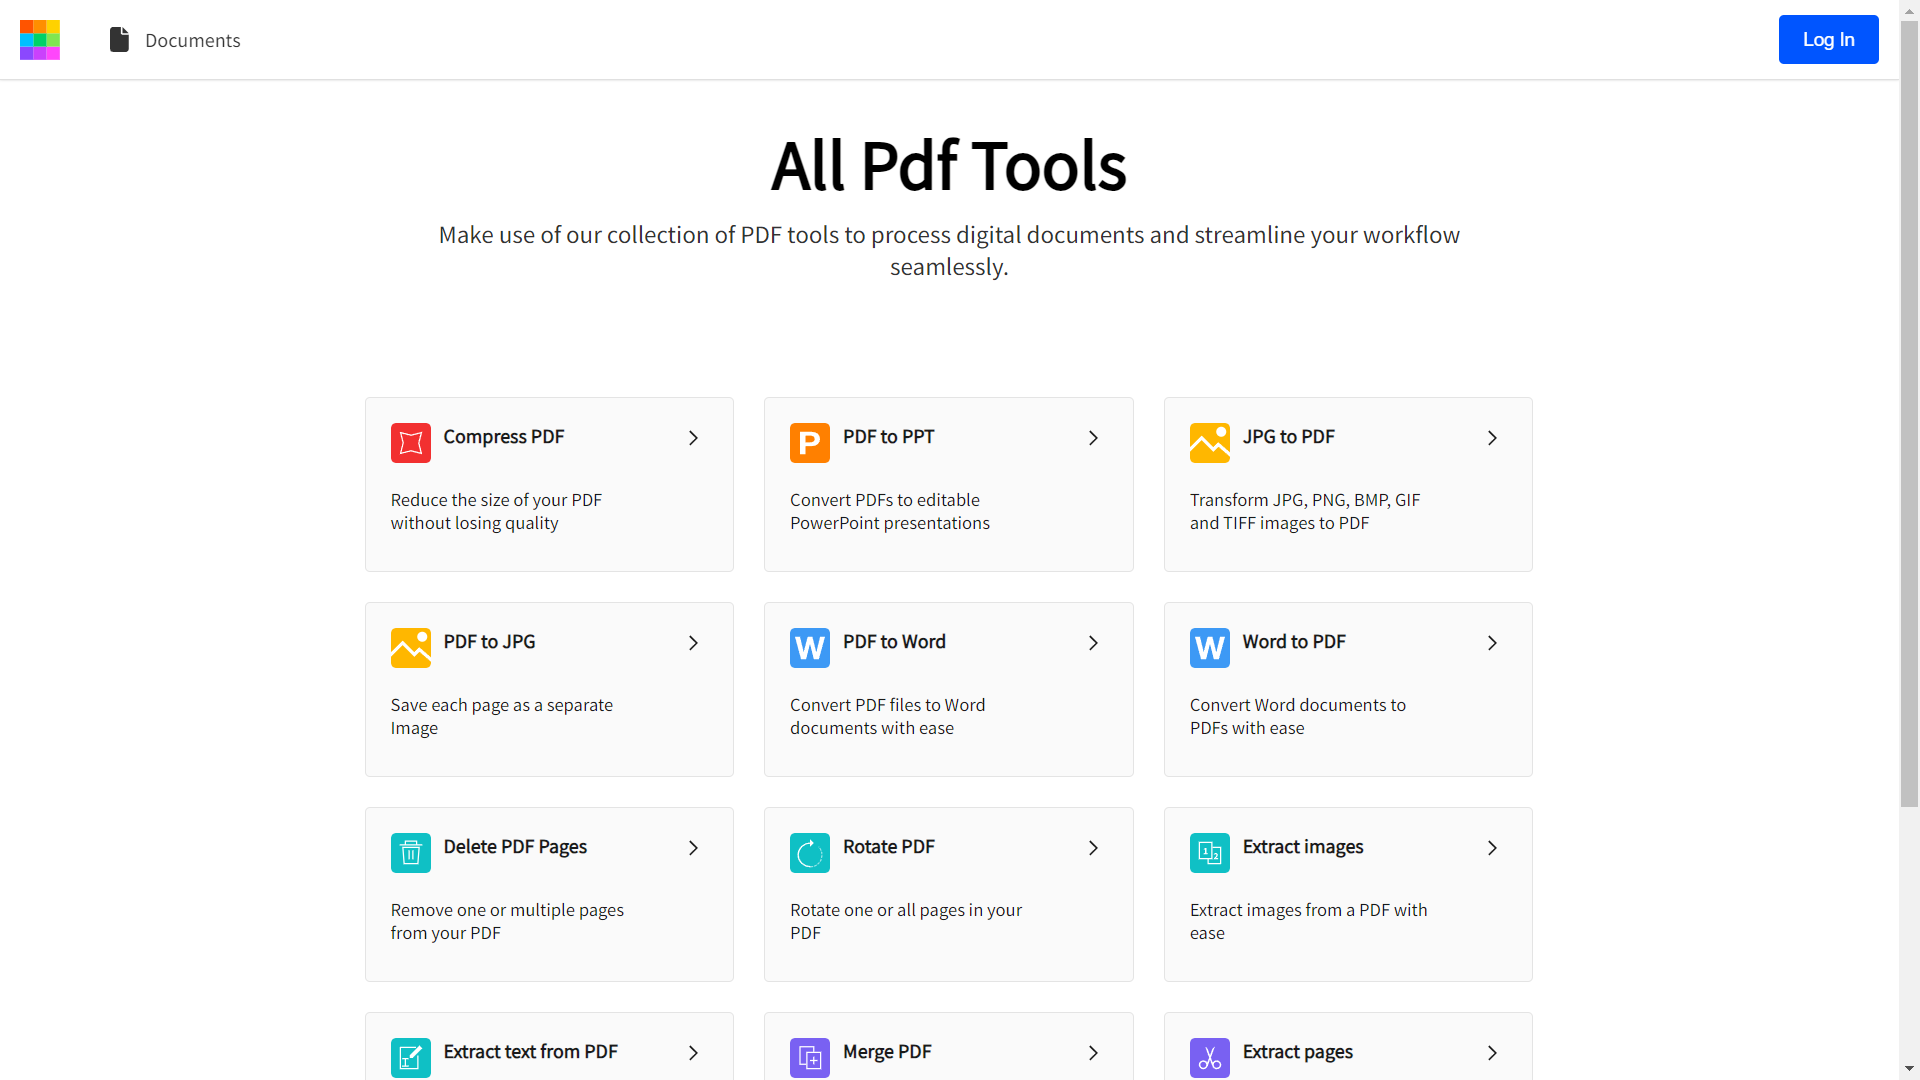 Documents
Log In
All Pdf Tools
Make use of our collection of PDF tools to process digital documents and streamline your workflow
seamlessly.
Compress PDF
Reduce the size of your PDF
without losing quality
PDF to PPT
Convert PDFs to editable
PowerPoint presentations
JPG to PDF
Transform JPG, PNG, BMP, GIF
and TIFF images to PDF
PDF to JPG
Save each page as a separate
Image
PDF to Word
Convert PDF files to Word
documents with ease
Word to PDF
Convert Word documents to
PDFs with ease
Delete PDF Pages
Remove one or multiple pages
from your PDF
Rotate PDF
Rotate one or all pages in your
PDF
Extract images
Extract images from a PDF with
ease
Extract text from PDF
Merge PDF
Extract pages